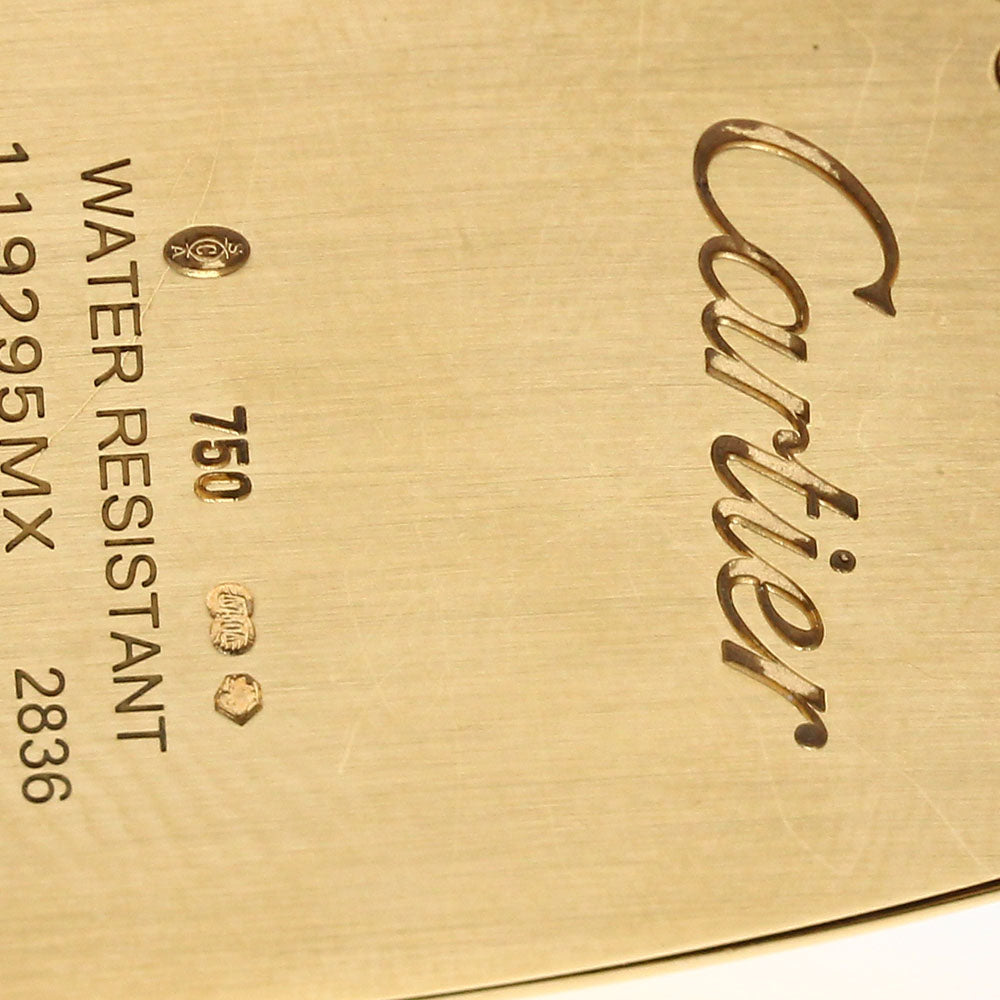 Cartier
S C A
750
WATER RESISTANT
119295MX 2836